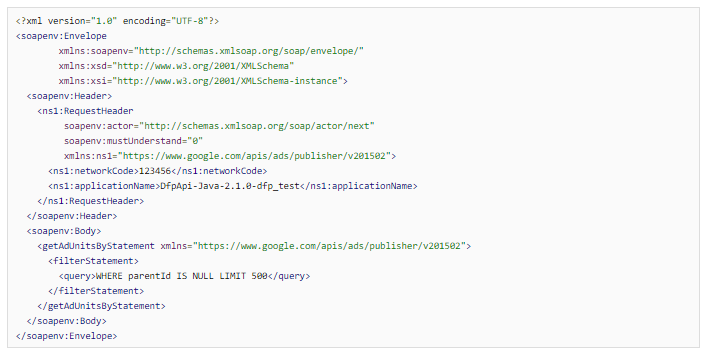 <?xml version="1.0" encoding="UTF-8"?>
<soapenv:Envelope
        xmlns:soapenv="http://schemas.xmlsoap.org/soap/envelope/"
        xmlns:xsd="http://www.w3.org/2001/XMLSchema"
        xmlns:xsi="http://www.w3.org/2001/XMLSchema-instance">
  <soapenv:Header>
    <ns1:RequestHeader
         soapenv:actor="http://schemas.xmlsoap.org/soap/actor/next"
         soapenv:mustUnderstand="0"
         xmlns:ns1="https://www.google.com/apis/ads/publisher/v201502">
      <ns1:networkCode>123456</ns1:networkCode>
      <ns1:applicationName>DfpApi-Java-2.1.0-dfp_test</ns1:applicationName>
    </ns1:RequestHeader>
  </soapenv:Header>
  <soapenv:Body>
    <getAdUnitsByStatement xmlns="https://www.google.com/apis/ads/publisher/v201502">
      <filterStatement>
        <query>WHERE parentId IS NULL LIMIT 500</query>
      </filterStatement>
    </getAdUnitsByStatement>
  </soapenv:Body>
</soapenv:Envelope>